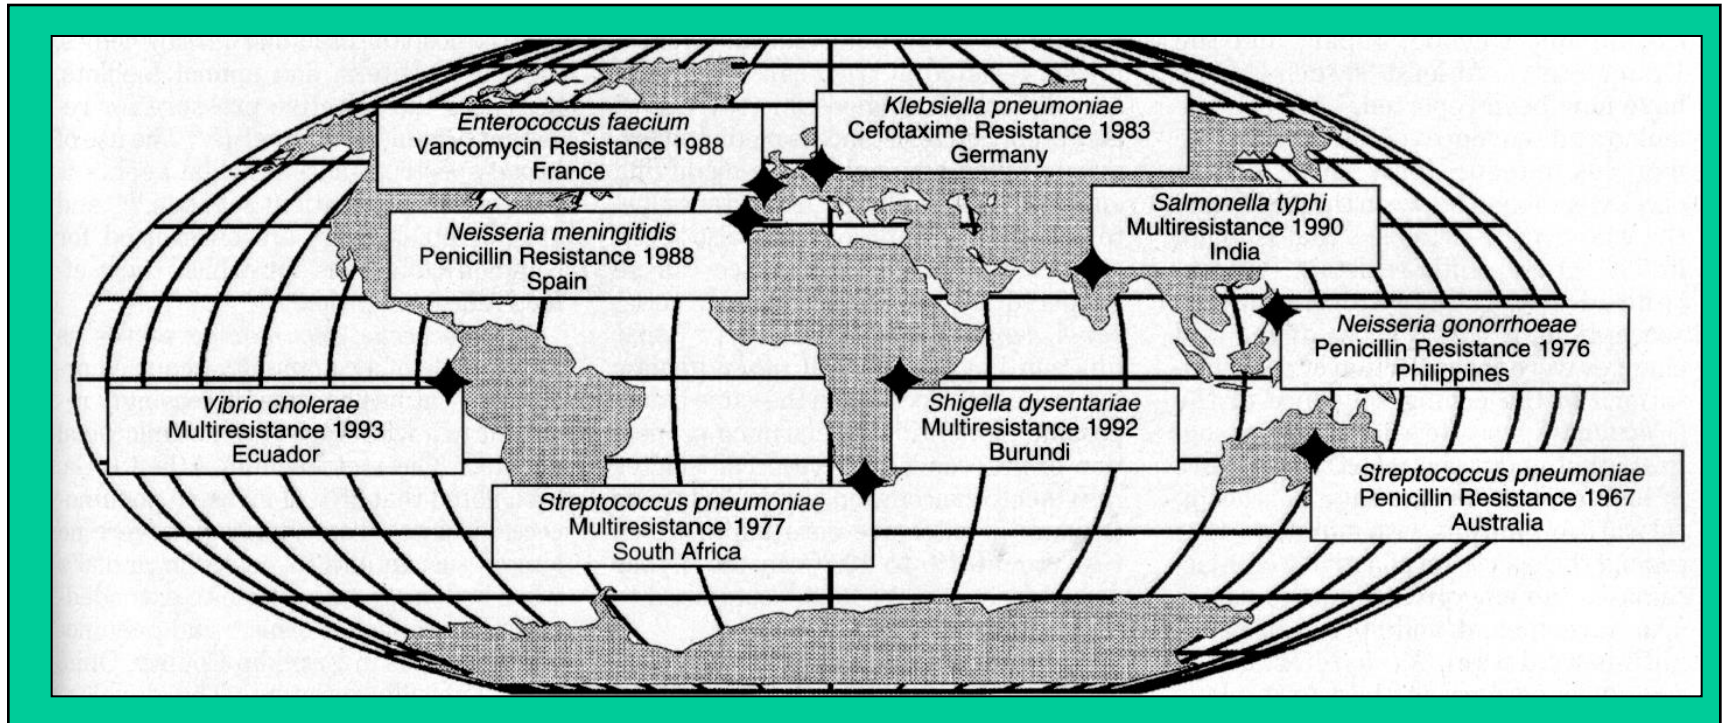 Enterococcus faecium
Vancomycin Resistance 1988
France
Klebsiella pneumoniae
Cefotaxime Resistance 1983
Germany
Neisseria meningitidis
Penicillin Resistance 1988
Spain
Salmonella typhi
Multiresistance 1990
India
Neisseria gonorrhoeae
Penicillin Resistance 1976
Philippines
Vibrio cholerae
Multiresistance 1993
Ecuador
Shigella dysentariae
Multiresistance 1992
Burundi
Streptococcus pneumoniae
Multiresistance 1977
South Africa
Streptococcus pneumoniae
Penicillin Resistance 1967
Australia